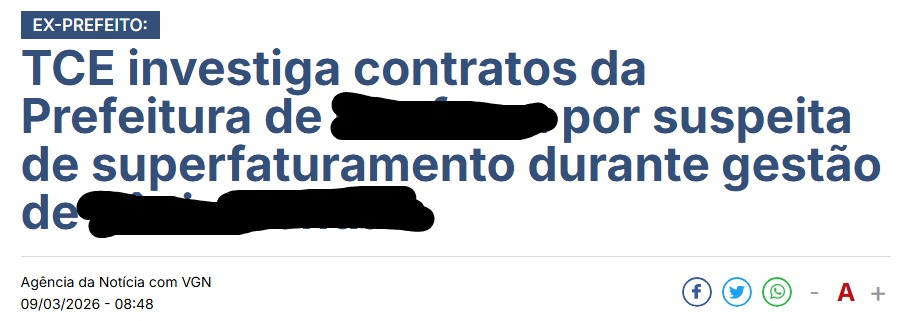 EX-PREFEITO:
TCE investiga contratos da
Prefeitura de por suspeita
de superfaturamento durante gestão
de
Agência da Notícia com VGN
09/03/2026 - 08:48
- A +